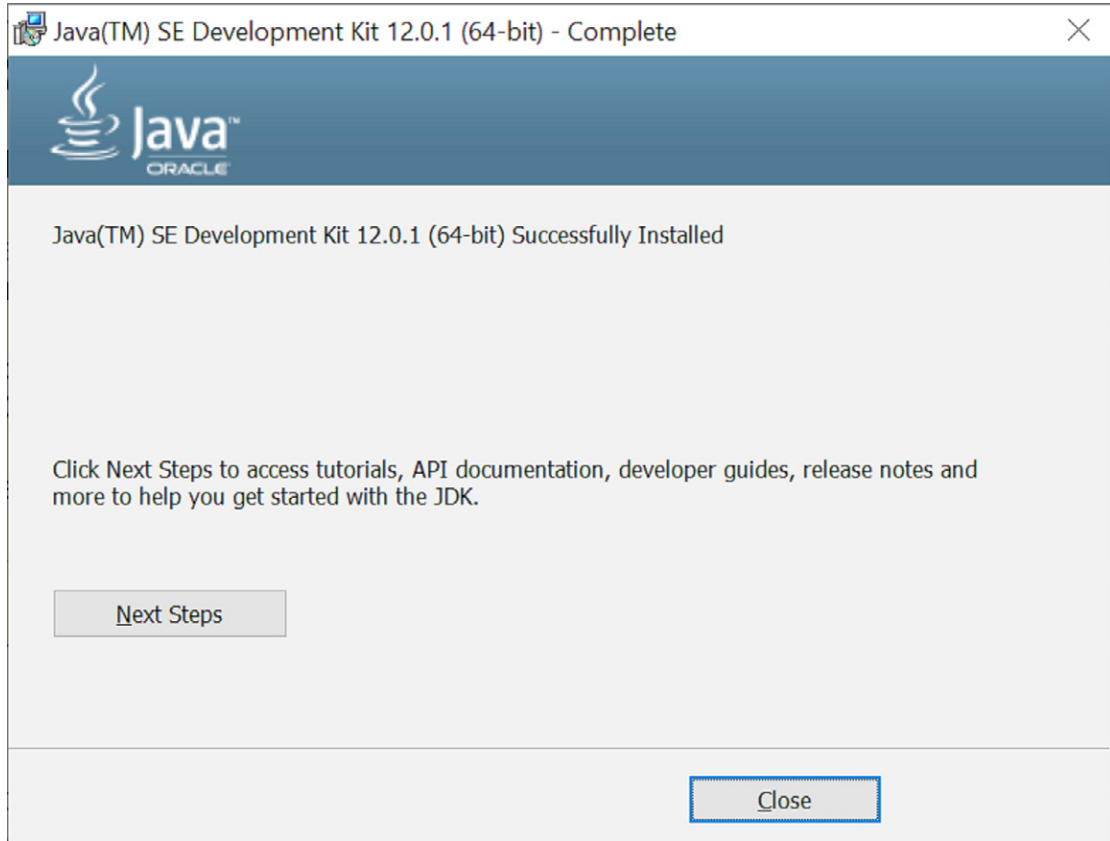 Java(TM) SE Development Kit 12.0.1 (64-bit) - Complete
Java™
ORACLE
Java(TM) SE Development Kit 12.0.1 (64-bit) Successfully Installed
Click Next Steps to access tutorials, API documentation, developer guides, release notes and
more to help you get started with the JDK.
Next Steps
Close